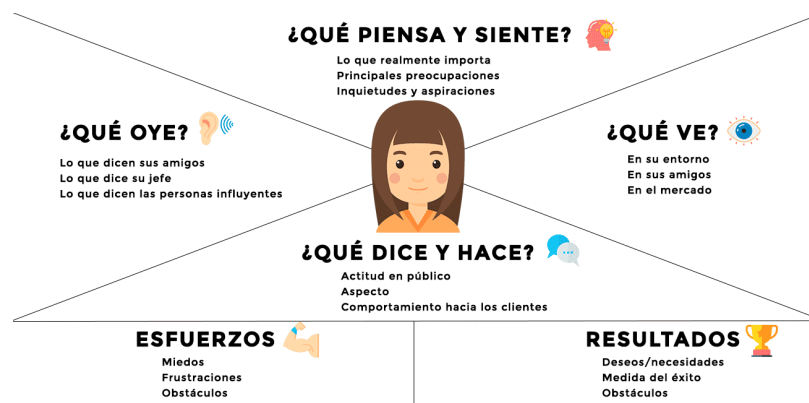 ¿QUÉ PIENSA Y SIENTE?
Lo que realmente importa
Principales preocupaciones
Inquietudes y aspiraciones
¿QUÉ OYE?
Lo que dicen sus amigos
Lo que dice su jefe
Lo que dicen las personas influyentes
¿QUÉ VE?
En su entorno
En sus amigos
En el mercado
¿QUÉ DICE Y HACE?
Actitud en público
Aspecto
Comportamiento hacia los clientes
ESFUERZOS
Miedos
Frustraciones
Obstáculos
RESULTADOS
Deseos/necesidades
Medida del éxito
Obstáculos